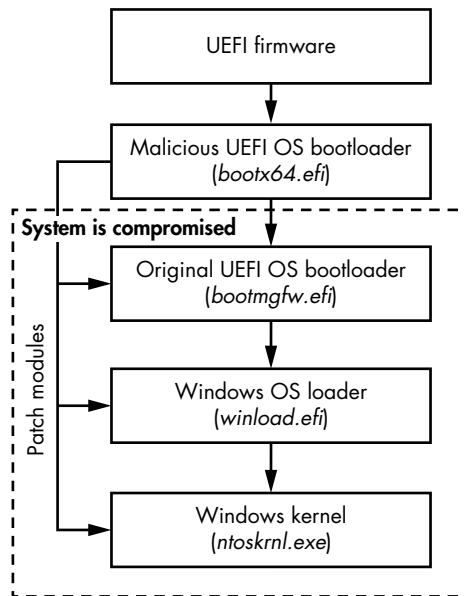 UEFI firmware
Malicious UEFI OS bootloader
(bootx64.efi)
System is compromised
Original UEFI OS bootloader
(bootmgfw.efi)
Patch modules
Windows OS loader
(winload.efi)
Windows kernel
(ntoskrnl.exe)